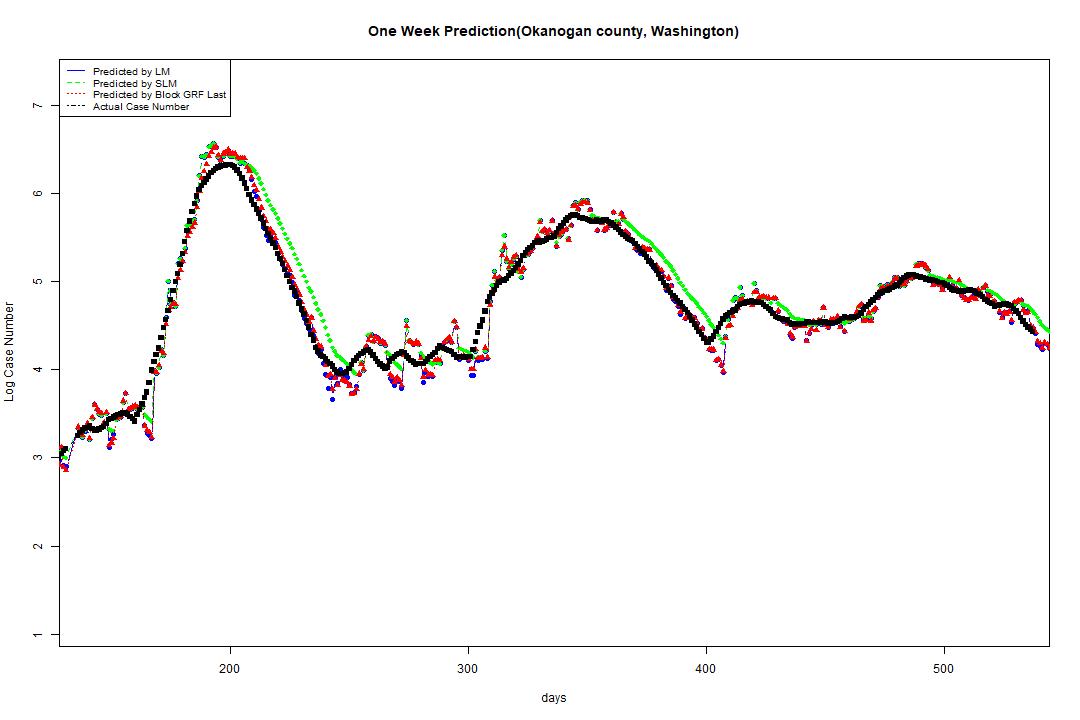 One Week Prediction(Okanogan county, Washington)
Predicted by LM
Predicted by SLM
Predicted by Block GRF Last
Actual Case Number
7
6
5
4
3
2
1
Log Case Number
200 300 400 500
days